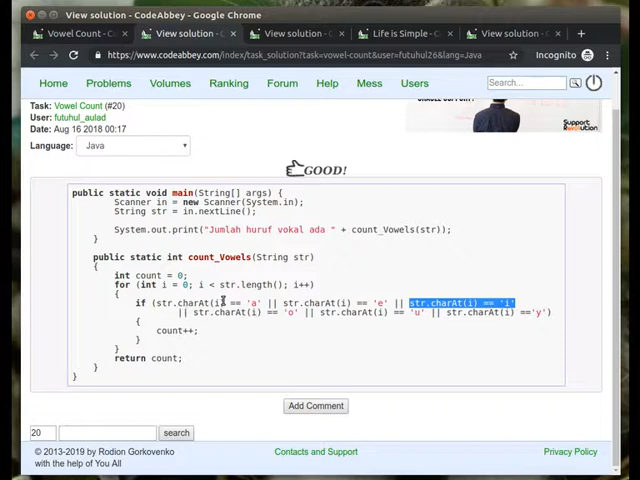 View solution - CodeAbbey - Google Chrome
Vowel Count - C
View solution - C
View solution - C
Life is Simple - C
View solution - C
https://www.codeabbey.com/index/task_solution?task=vowel-count&user=futuhul26&lang=Java
Incognito
Home Problems Volumes Ranking Forum Help Mess Users Search...
Task: Vowel Count (#20)
User: futuhul_aulad
Date: Aug 16 2018 00:17
Language: Java
Support
GOOD!
public static void main(String[] args) {
Scanner in = new Scanner(System.in);
String str = in.nextLine();
System.out.print("Jumlah huruf vokal ada " + count_Vowels(str));
}
public static int count_Vowels(String str)
{
int count = 0;
for (int i = 0; i < str.length(); i++)
{
if (str.charAt(i) == 'a' || str.charAt(i) == 'e' || str.charAt(i) == 'i'
|| str.charAt(i) == 'o' || str.charAt(i) == 'u' || str.charAt(i) =='y')
{
count++;
}
}
return count;
}
}
Add Comment
20 search
© 2013-2019 by Rodion Gorkovenko
with the help of You All
Contacts and Support
Privacy Policy